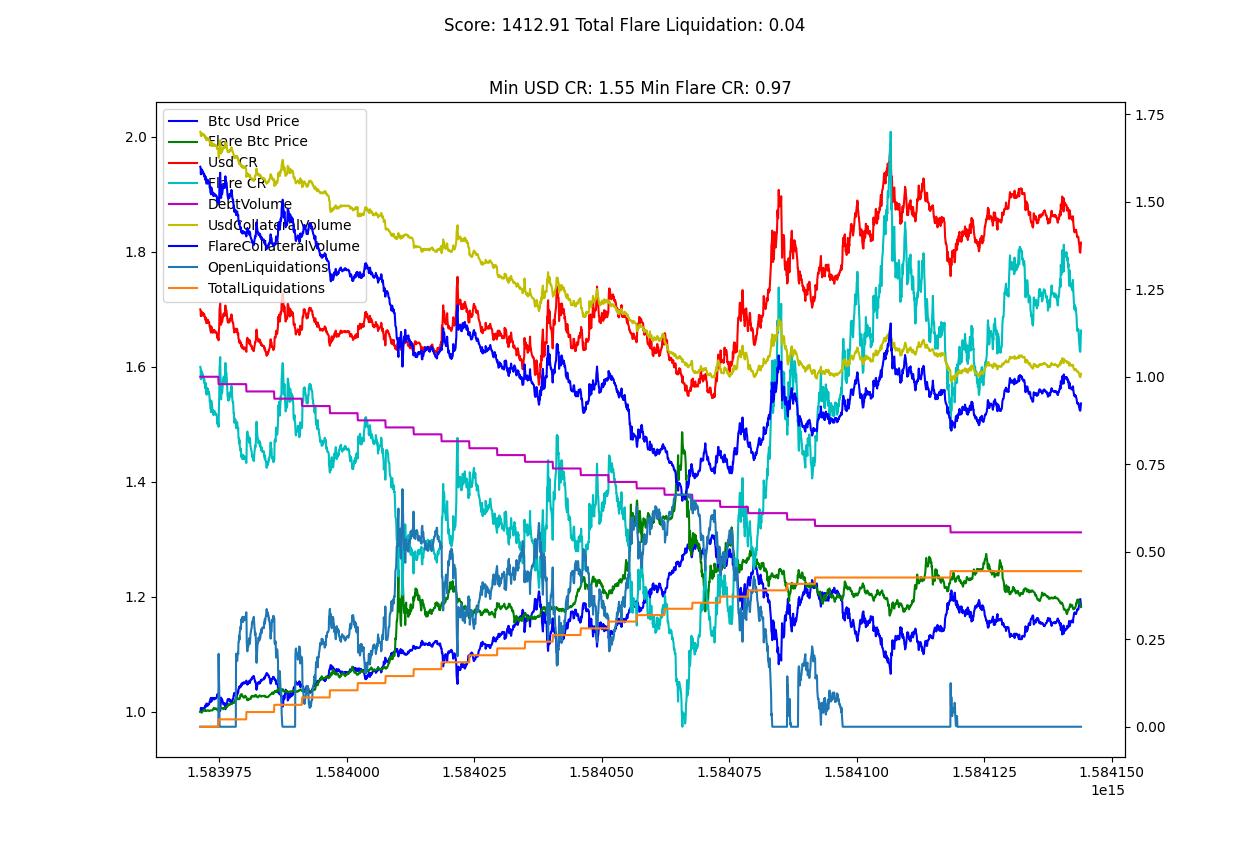 Score: 1412.91 Total Flare Liquidation: 0.04
Min USD CR: 1.55 Min Flare CR: 0.97
Btc Usd Price
Flare Btc Price
Usd CR
Flare CR
DebtVolume
UsdCollateralVolume
FlareCollateralVolume
OpenLiquidations
TotalLiquidations
2.0
1.8
1.6
1.4
1.2
1.0
1.75
1.50
1.25
1.00
0.75
0.50
0.25
0.00
1.583975 1.584000 1.584025 1.584050 1.584075 1.584100 1.584125 1.584150
1e15